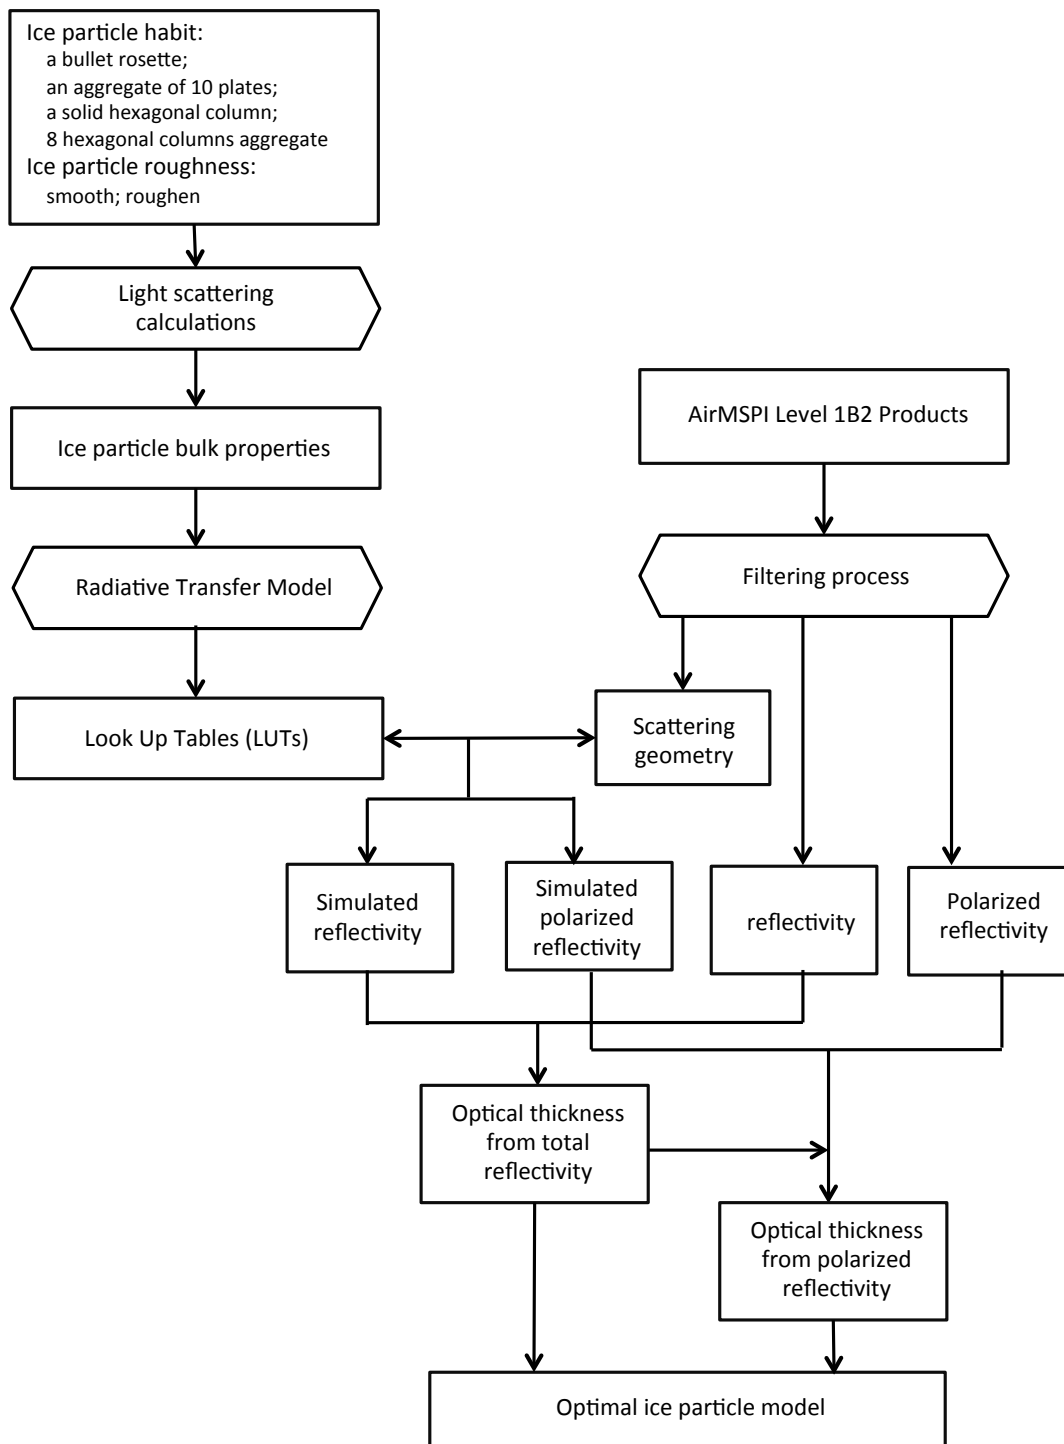 Ice particle habit:
a bullet rosette;
an aggregate of 10 plates;
a solid hexagonal column;
8 hexagonal columns aggregate
Ice particle roughness:
smooth; roughen
Light scattering
calculations
Ice particle bulk properties
AirMSPI Level 1B2 Products
Radiative Transfer Model
Filtering process
Look Up Tables (LUTs)
Scattering
geometry
Simulated
reflectivity
Simulated
polarized
reflectivity
reflectivity
Polarized
reflectivity
Optical thickness
from total
reflectivity
Optical thickness
from polarized
reflectivity
Optimal ice particle model